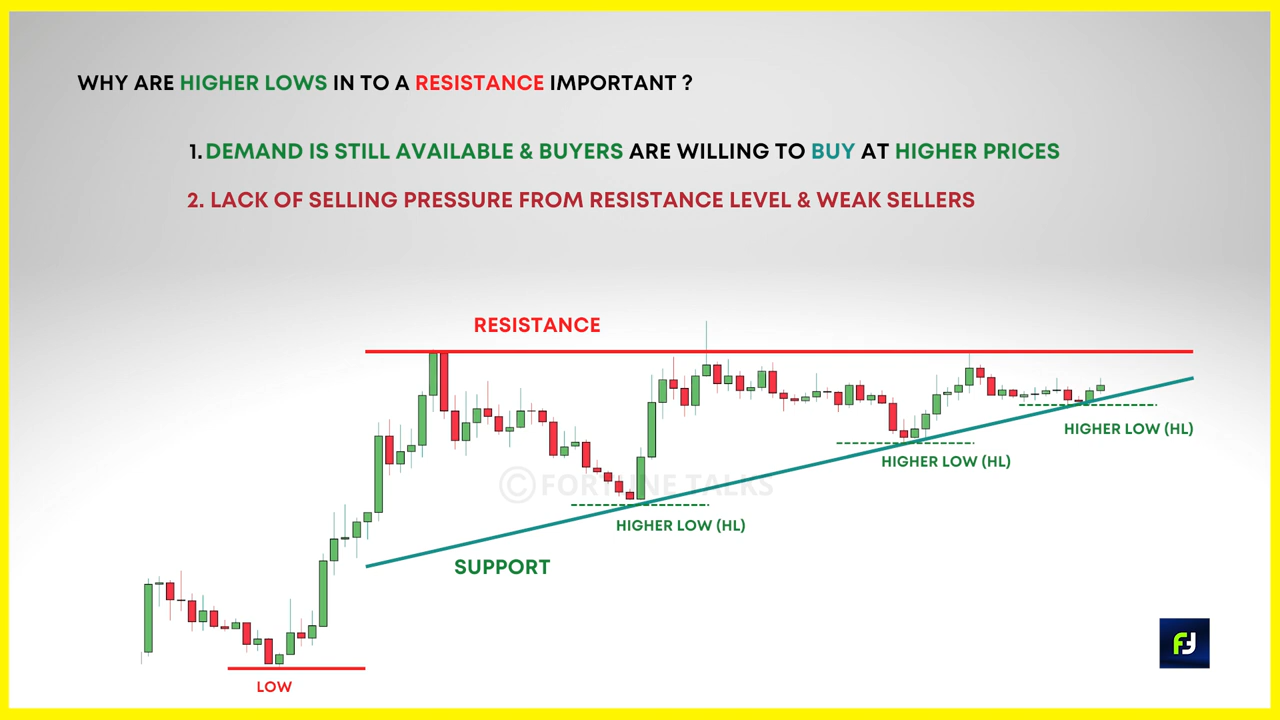 WHY ARE HIGHER LOWS IN TO A RESISTANCE IMPORTANT ?
1. DEMAND IS STILL AVAILABLE & BUYERS ARE WILLING TO BUY AT HIGHER PRICES
2. LACK OF SELLING PRESSURE FROM RESISTANCE LEVEL & WEAK SELLERS
RESISTANCE
HIGHER LOW (HL)
HIGHER LOW (HL)
© FORTUNE TALKS
HIGHER LOW (HL)
SUPPORT
LOW